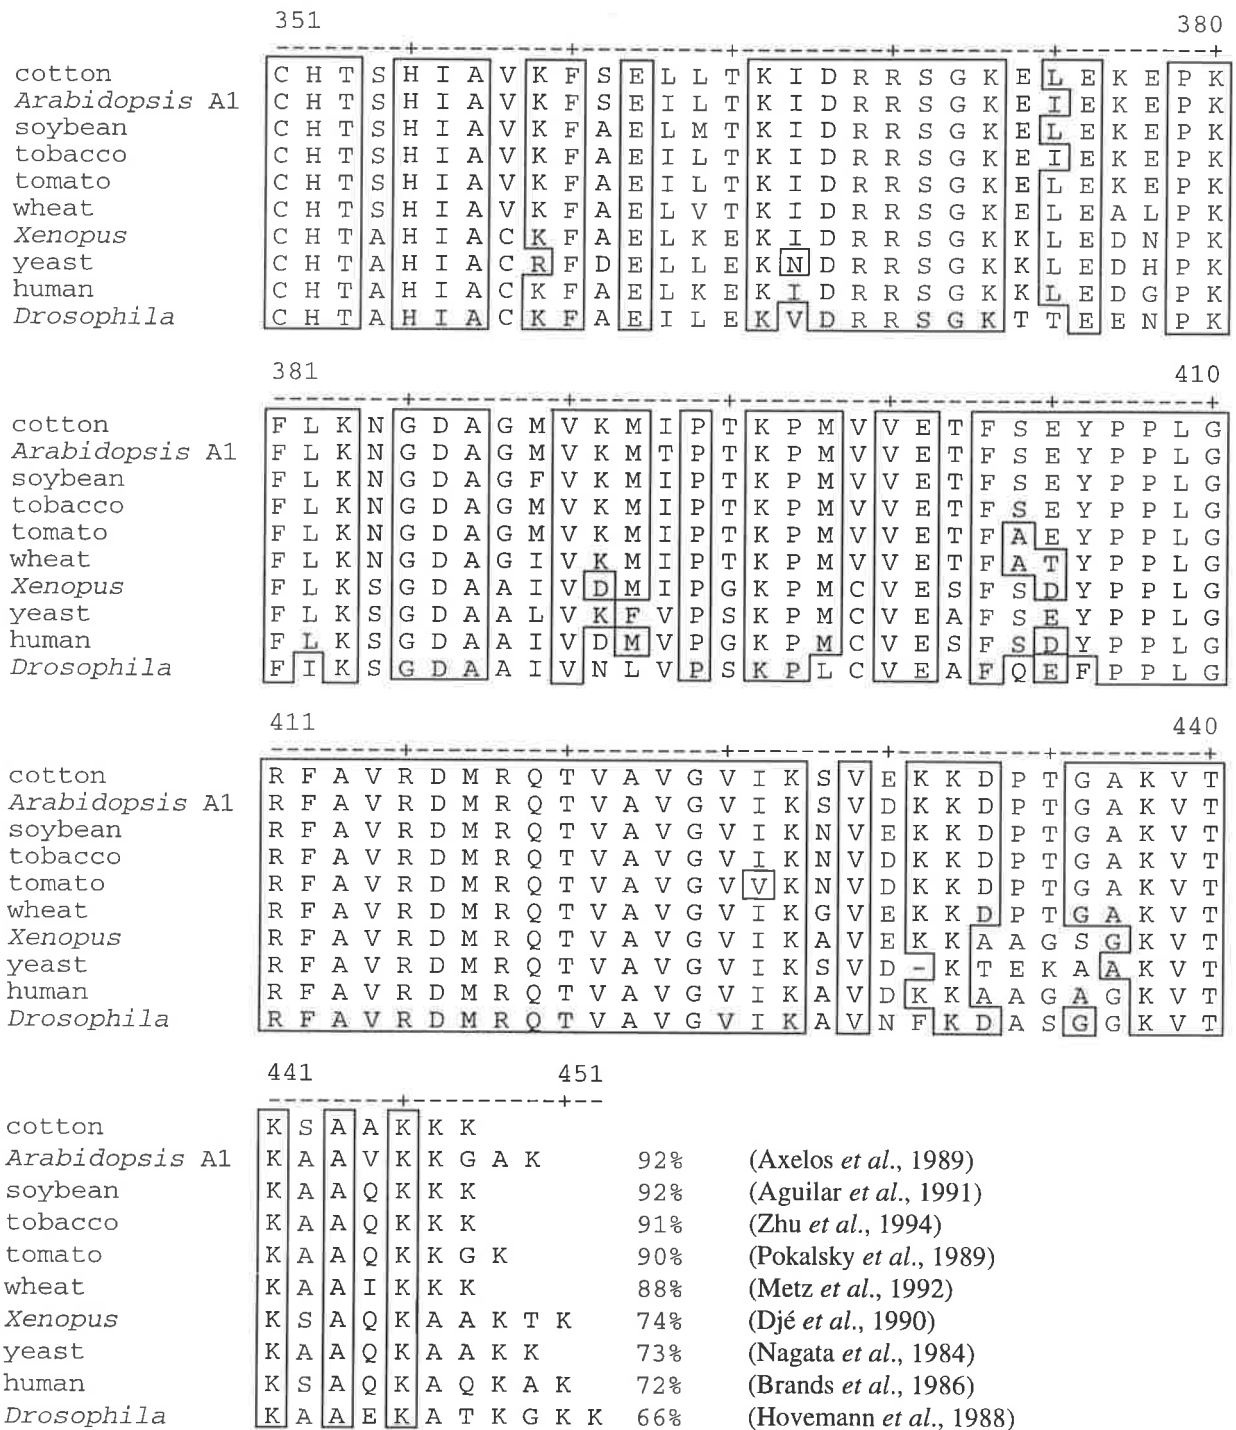 351 380
cotton C H T S H I A V K F S E L L T K I D R R S G K E L E K E P K
Arabidopsis A1 C H T S H I A V K F S E I L T K I D R R S G K E I E K E P K
soybean C H T S H I A V K F A E L M T K I D R R S G K E L E K E P K
tobacco C H T S H I A V K F A E I L T K I D R R S G K E I E K E P K
tomato C H T S H I A V K F A E I L T K I D R R S G K E L E K E P K
wheat C H T S H I A V K F A E L V T K I D R R S G K E L E A L P K
Xenopus C H T A H I A C K F A E L K E K I D R R S G K K L E D N P K
yeast C H T A H I A C R F D E L L E K N D R R S G K K L E D H P K
human C H T A H I A C K F A E L K E K I D R R S G K K L E D G P K
Drosophila C H T A H I A C K F A E I L E K V D R R S G K T T E E N P K
381 410
cotton F L K N G D A G M V K M I P T K P M V V E T F S E Y P P L G
Arabidopsis A1 F L K N G D A G M V K M T P T K P M V V E T F S E Y P P L G
soybean F L K N G D A G F V K M I P T K P M V V E T F S E Y P P L G
tobacco F L K N G D A G M V K M I P T K P M V V E T F S E Y P P L G
tomato F L K N G D A G M V K M I P T K P M V V E T F A E Y P P L G
wheat F L K N G D A G I V K M I P T K P M V V E T F A T Y P P L G
Xenopus F L K S G D A A I V D M I P G K P M C V E S F S D Y P P L G
yeast F L K S G D A A L V K F V P S K P M C V E A F S E Y P P L G
human F L K S G D A A I V D M V P G K P M C V E S F S D Y P P L G
Drosophila F I K S G D A A I V N L V P S K P L C V E A F Q E F P P L G
411 440
cotton R F A V R D M R Q T V A V G V I K S V E K K D P T G A K V T
Arabidopsis A1 R F A V R D M R Q T V A V G V I K S V D K K D P T G A K V T
soybean R F A V R D M R Q T V A V G V I K N V E K K D P T G A K V T
tobacco R F A V R D M R Q T V A V G V I K N V D K K D P T G A K V T
tomato R F A V R D M R Q T V A V G V V K N V D K K D P T G A K V T
wheat R F A V R D M R Q T V A V G V I K G V E K K D P T G A K V T
Xenopus R F A V R D M R Q T V A V G V I K A V E K K A A G S G K V T
yeast R F A V R D M R Q T V A V G V I K S V D - K T E K A A K V T
human R F A V R D M R Q T V A V G V I K A V D K K A A G A G K V T
Drosophila R F A V R D M R Q T V A V G V I K A V N F K D A S G G K V T
441 451
cotton K S A A K K K
Arabidopsis A1 K A A V K K G A K 92% (Axelos et al., 1989)
soybean K A A Q K K K 92% (Aguilar et al., 1991)
tobacco K A A Q K K K 91% (Zhu et al., 1994)
tomato K A A Q K K G K 90% (Pokalsky et al., 1989)
wheat K A A I K K K 88% (Metz et al., 1992)
Xenopus K S A Q K A A K T K 74% (Djé et al., 1990)
yeast K A A Q K A A K K 73% (Nagata et al., 1984)
human K S A Q K A Q K A K 72% (Brands et al., 1986)
Drosophila K A A E K A T K G K K 66% (Hovemann et al., 1988)